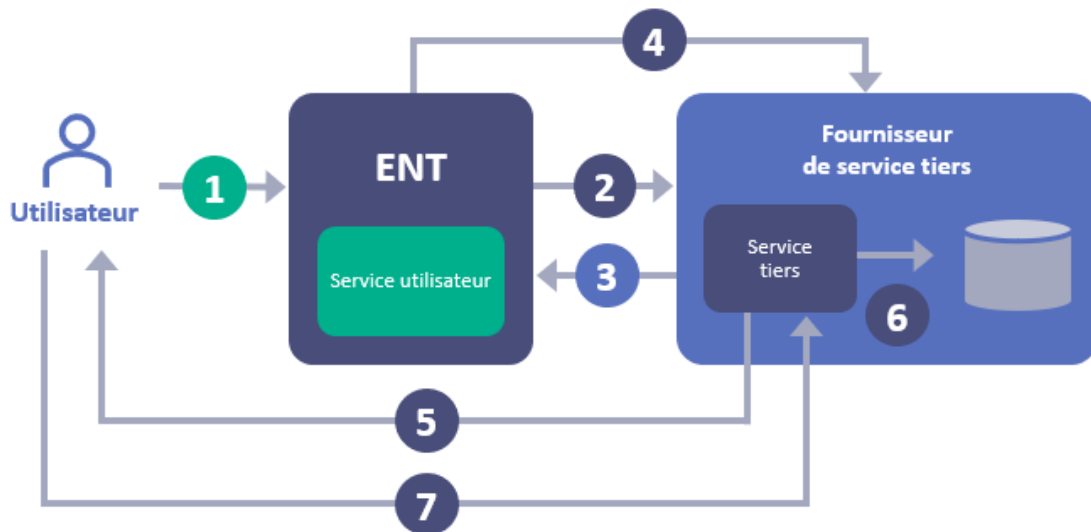 4
Fournisseur
de service tiers
ENT
1
2
Utilisateur
Service utilisateur
3
Service
tiers
6
5
7